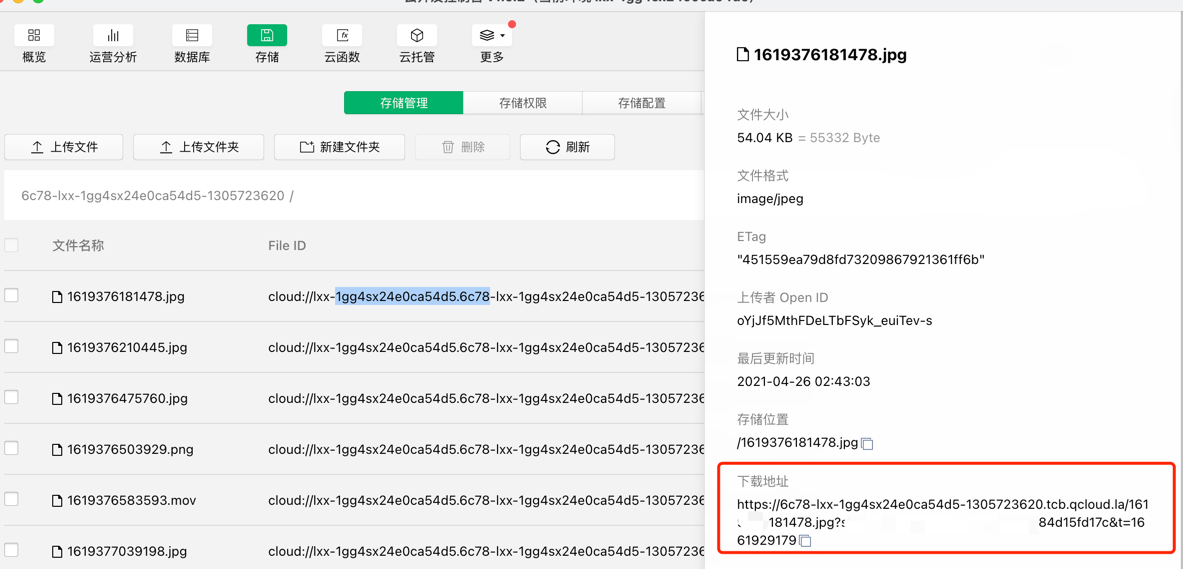 概览
运营分析
数据库
存储
云函数
云托管
更多
存储管理
存储权限
存储配置
上传文件
上传文件夹
新建文件夹
删除
刷新
6c78-lxx-1gg4sx24e0ca54d5-1305723620 /
文件名称 File ID
1619376181478.jpg cloud://lxx-1gg4sx24e0ca54d5.6c78-lxx-1gg4sx24e0ca54d5-13057236
1619376210445.jpg cloud://lxx-1gg4sx24e0ca54d5.6c78-lxx-1gg4sx24e0ca54d5-13057236
1619376475760.jpg cloud://lxx-1gg4sx24e0ca54d5.6c78-lxx-1gg4sx24e0ca54d5-13057236
1619376503929.png cloud://lxx-1gg4sx24e0ca54d5.6c78-lxx-1gg4sx24e0ca54d5-13057236
1619376583593.mov cloud://lxx-1gg4sx24e0ca54d5.6c78-lxx-1gg4sx24e0ca54d5-13057236
1619377039198.jpg cloud://lxx-1gg4sx24e0ca54d5.6c78-lxx-1gg4sx24e0ca54d5-13057236
1619376181478.jpg
文件大小
54.04 KB = 55332 Byte
文件格式
image/jpeg
ETag
"451559ea79d8fd73209867921361ff6b"
上传者 Open ID
oYjJf5MthFDeLTbFSyk_euiTev-s
最后更新时间
2021-04-26 02:43:03
存储位置
/1619376181478.jpg
下载地址
https://6c78-lxx-1gg4sx24e0ca54d5-1305723620.tcb.qcloud.la/161
181478.jpg?s 84d15fd17c&t=16
61929179